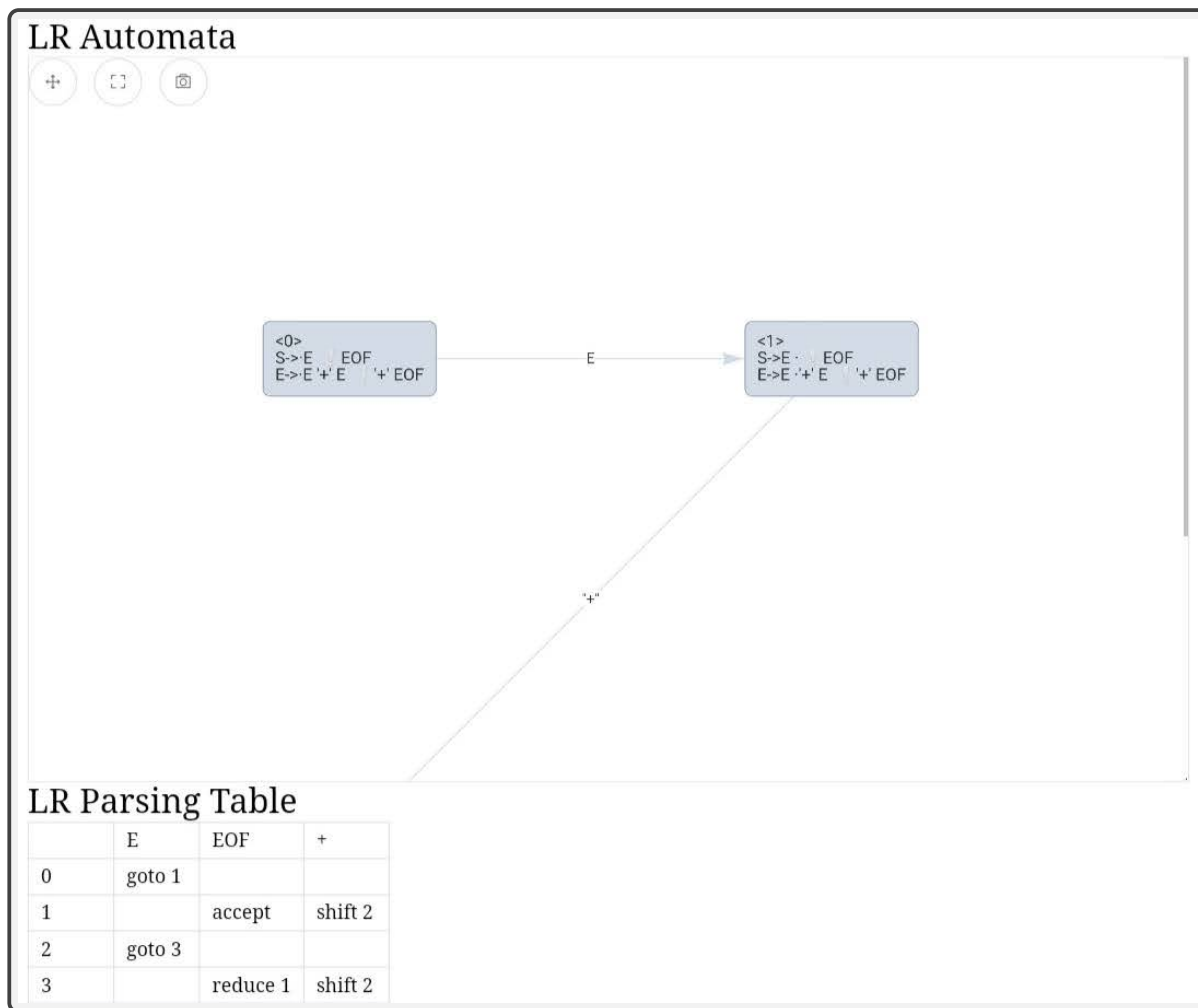 LR Automata
<0>
S->·E EOF
E->·E '+' E '+' EOF
E
<1>
S->E · EOF
E->E ·'+' E '+' EOF
"+"
LR Parsing Table
E EOF +
0 goto 1
1 accept shift 2
2 goto 3
3 reduce 1 shift 2